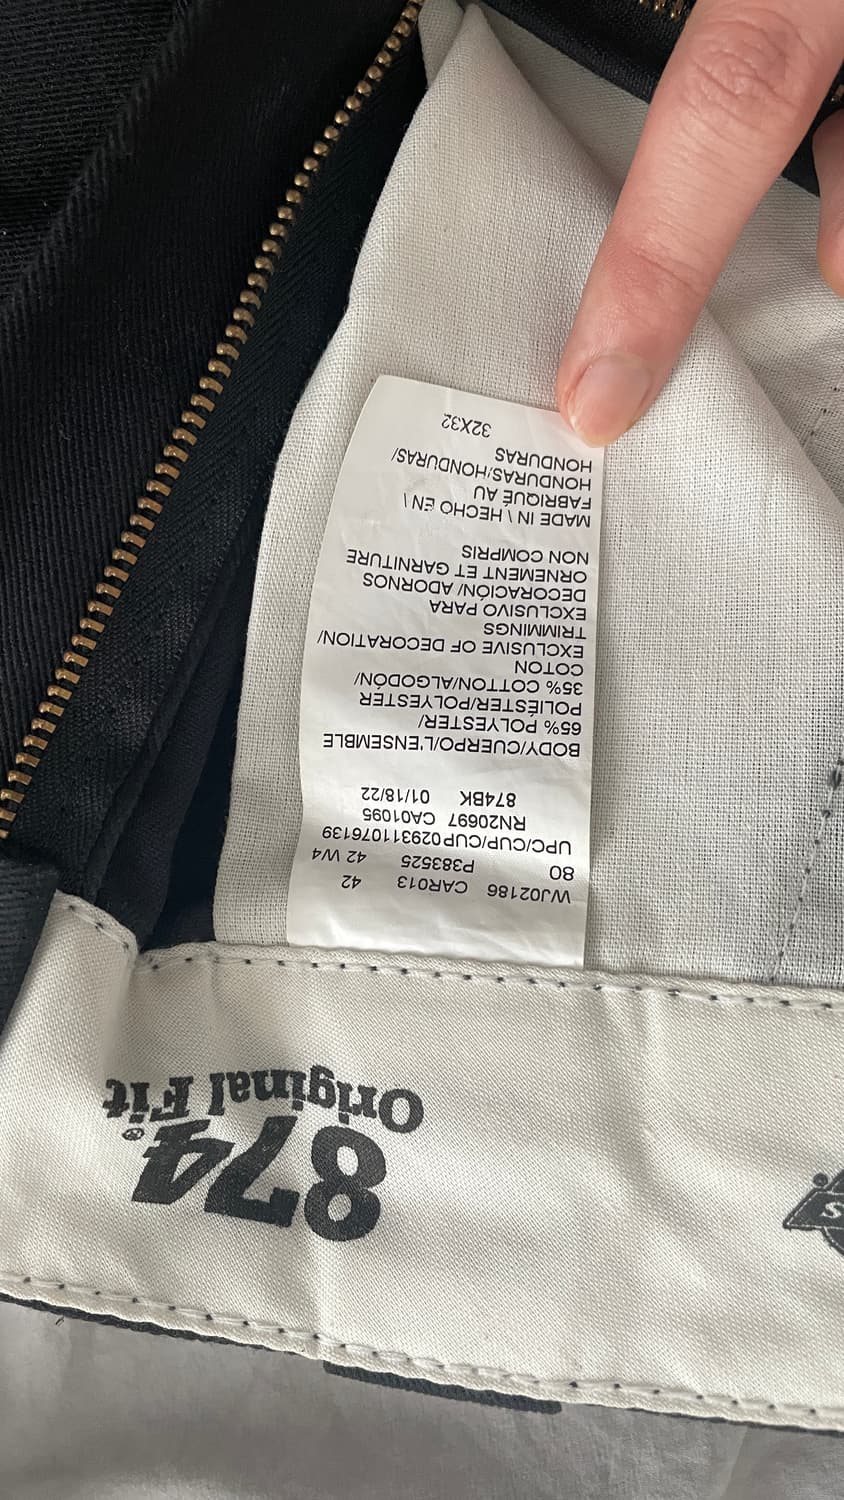 874®
Original Fit
WJ02186 CAR013 42
80 P383525 42 W4
UPC/CUP/CUP029311076139
RN20697 CA01095
874BK 01/18/22
BODY/CUERPO/L'ENSEMBLE
65% POLYESTER/
POLIÉSTER/POLYESTER
35% COTTON/ALGODÓN/
COTON
EXCLUSIVE OF DECORATION/
TRIMMINGS
EXCLUSIVO PARA
DECORACIÓN/ ADORNOS
ORNEMENT ET GARNITURE
NON COMPRIS
MADE IN \ HECHO EN \
FABRIQUÉ AU
HONDURAS/HONDURAS/
HONDURAS
32X32